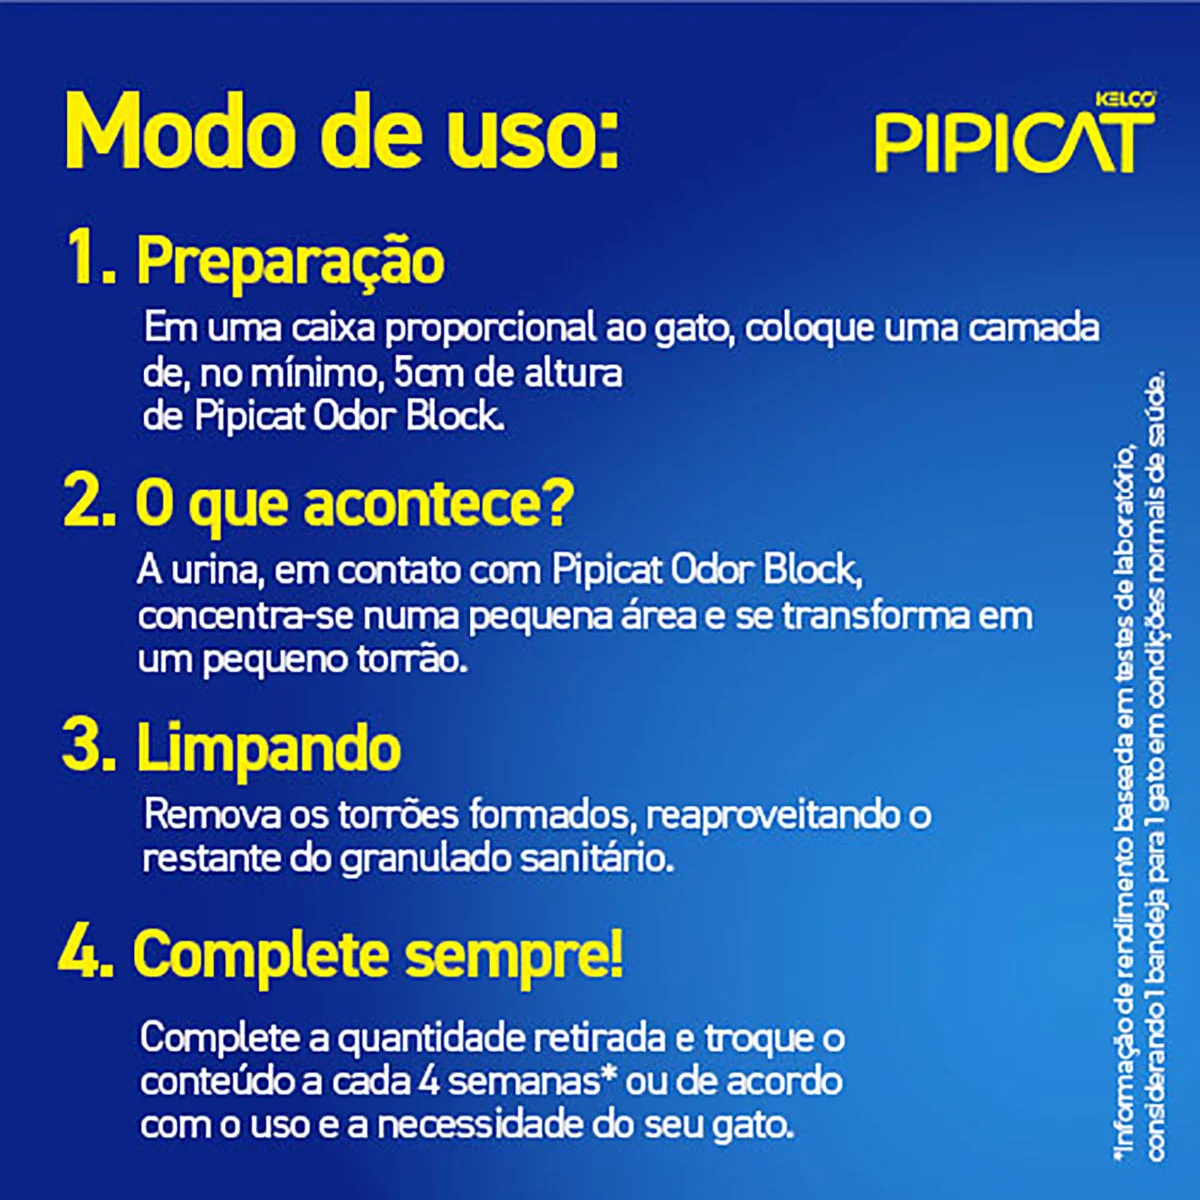 Modo de uso:
KELCO
PIPICAT
1. Preparação
Em uma caixa proporcional ao gato, coloque uma camada
de, no mínimo, 5cm de altura
de Pipicat Odor Block.
2. O que acontece?
A urina, em contato com Pipicat Odor Block,
concentra-se numa pequena área e se transforma em
um pequeno torrão.
3. Limpando
Remova os torrões formados, reaproveitando o
restante do granulado sanitário.
4. Complete sempre!
Complete a quantidade retirada e troque o
conteúdo a cada 4 semanas* ou de acordo
com o uso e a necessidade do seu gato.
*Informação de rendimento baseada em testes de laboratório,
considerando 1 bandeja para 1 gato em condições normais de saúde.